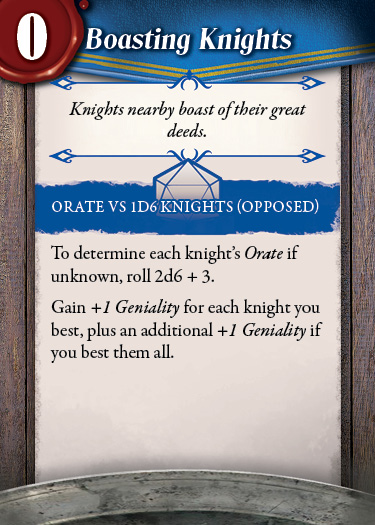 0
Boasting Knights
Knights nearby boast of their great
deeds.
ORATE VS 1D6 KNIGHTS (OPPOSED)
To determine each knight's Orate if
unknown, roll 2d6 + 3.
Gain +1 Geniality for each knight you
best, plus an additional +1 Geniality if
you best them all.